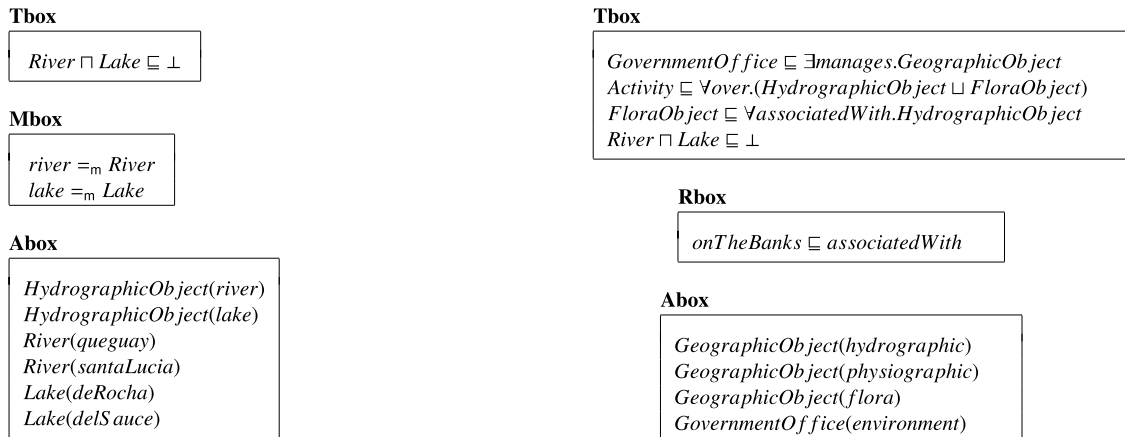 Tbox
River ⊓ Lake ⊑ ⊥
Mbox
river =ₘ River
lake =ₘ Lake
Abox
HydrographicObject(river)
HydrographicObject(lake)
River(queguay)
River(santaLucia)
Lake(deRocha)
Lake(delSauce)
Tbox
GovernmentOffice ⊑ ∃manages.GeographicObject
Activity ⊑ ∀over.(HydrographicObject ⊔ FloraObject)
FloraObject ⊑ ∀associatedWith.HydrographicObject
River ⊓ Lake ⊑ ⊥
Rbox
onTheBanks ⊑ associatedWith
Abox
GeographicObject(hydrographic)
GeographicObject(physiographic)
GeographicObject(flora)
GovernmentOffice(environment)